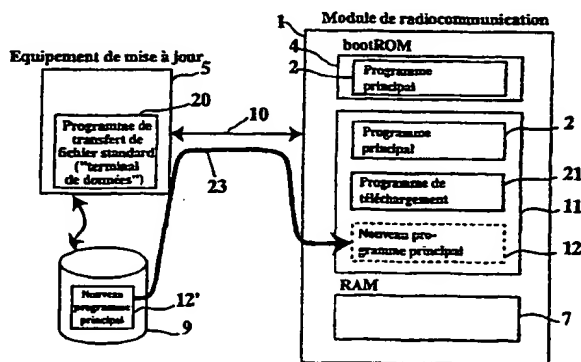 Module de radiocommunication
1
bootROM
4
2
Programme
principal
Equipement de mise à jour
5
20
Programme de
transfert de
fichier standard
("terminal
de données")
10
23
Programme
principal
2
Programme de
téléchargement
21
11
Nouveau pro-
gramme principal
12
RAM
7
Nouveau
programme
principal
12'
9